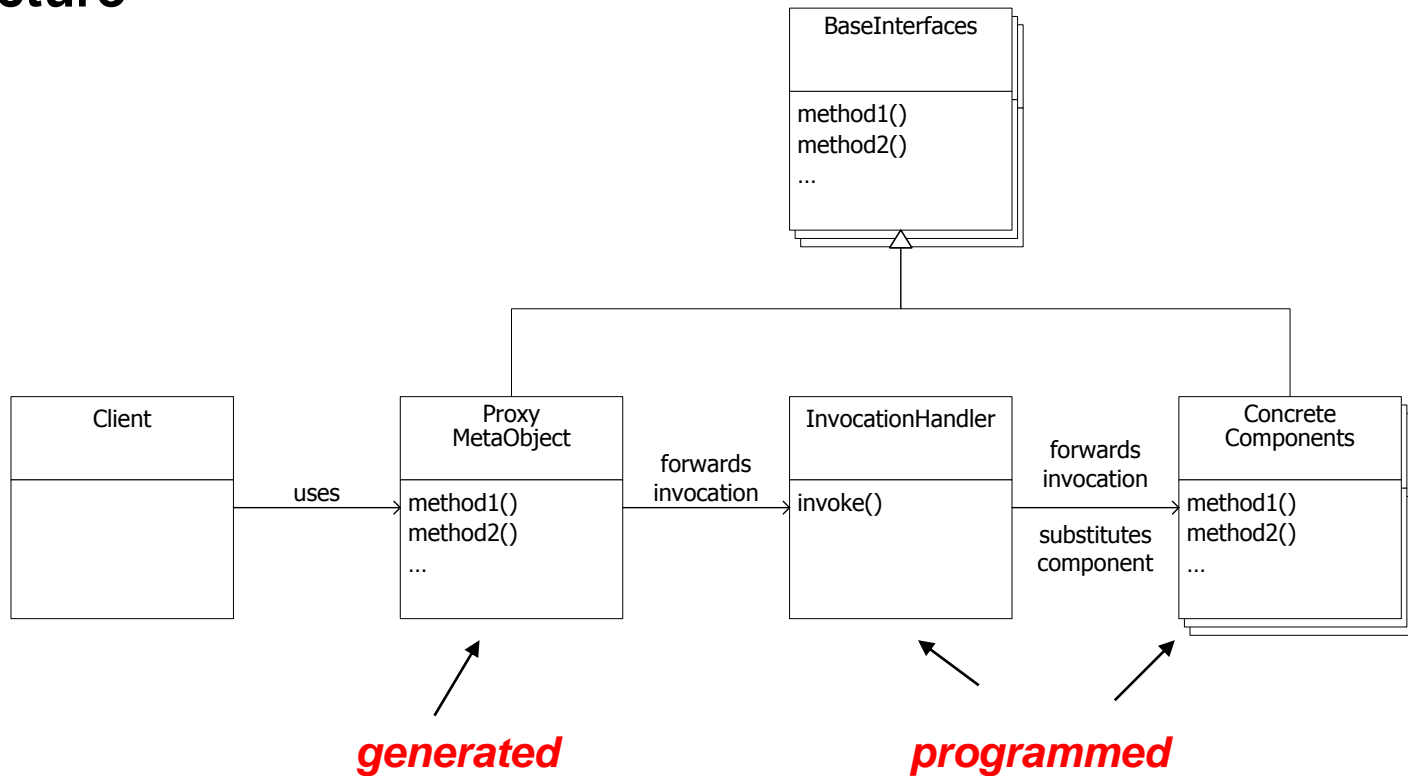 BaseInterfaces
method1()
method2()
...
Client
Proxy
MetaObject
method1()
method2()
...
InvocationHandler
invoke()
Concrete
Components
method1()
method2()
...
uses
forwards
invocation
forwards
invocation
substitutes
component
generated
programmed